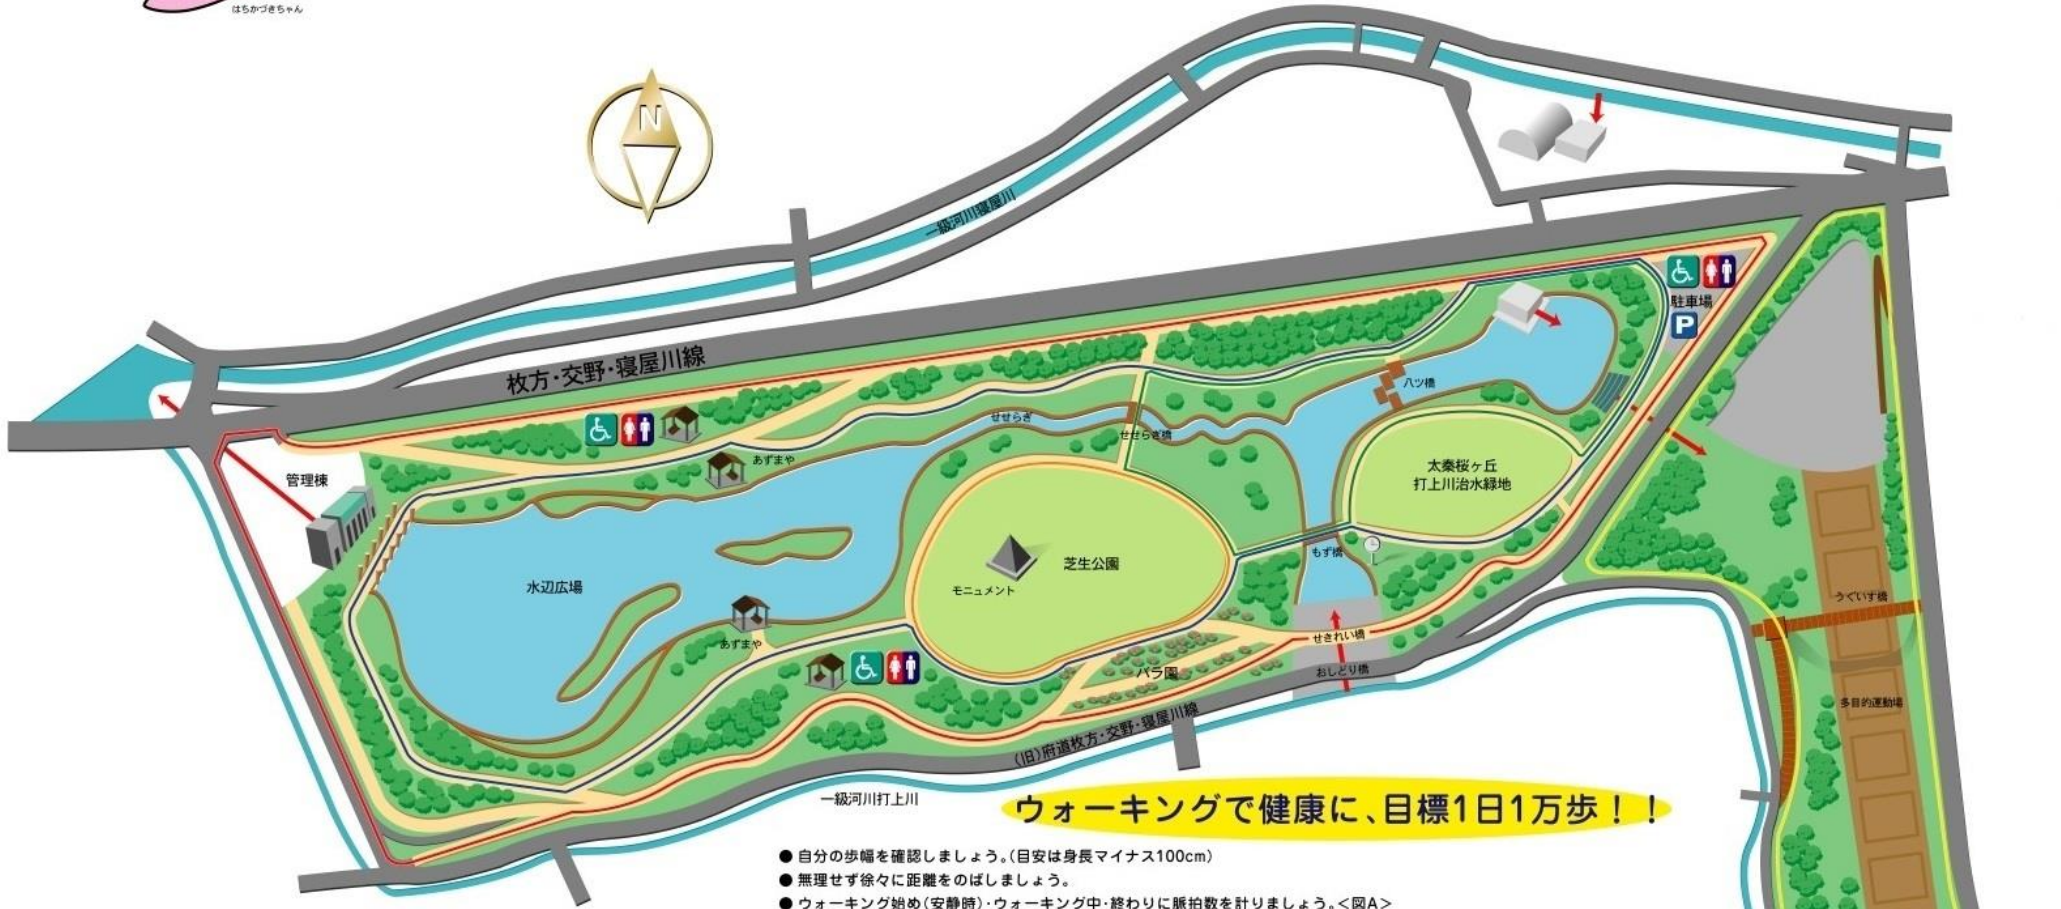 はちかづきちゃん
N
一級河川寝屋川
枚方・交野・寝屋川線
駐車場
P
八ツ橋
せせらぎ
せせらぎ橋
あずまや
太秦桜ヶ丘
打上川治水緑地
管理棟
もず橋
芝生公園
モニュメント
水辺広場
うぐいす橋
せきれい橋
あずまや
おしどり橋
バラ園
多目的運動場
(旧)府道枚方・交野・寝屋川線
一級河川打上川
ウォーキングで健康に、目標1日1万歩！！
● 自分の歩幅を確認しましょう。(目安は身長マイナス100cm)
● 無理せず徐々に距離をのばしましょう。
● ウォーキング始め(安静時)・ウォーキング中・終わりに脈拍数を計りましょう。<図A>